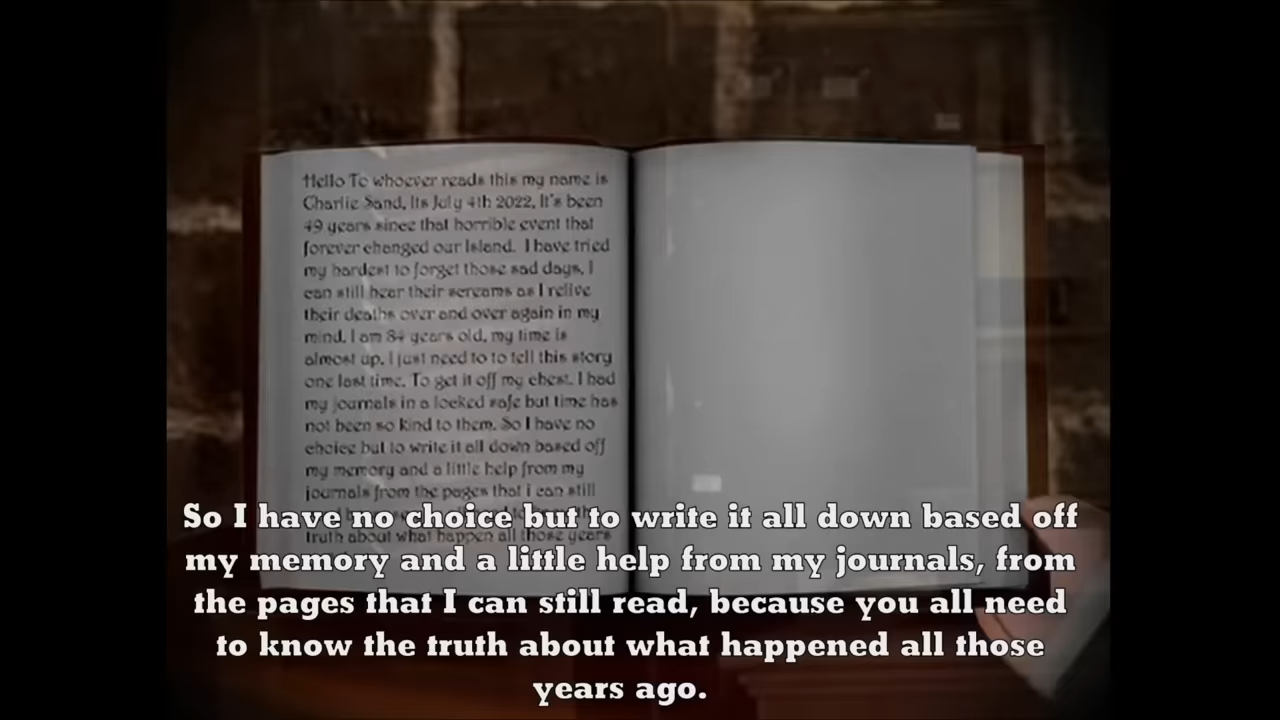 Hello To whoever reads this my name is
Charlie Sand, Its July 4th 2022, It's been
49 years since that horrible event that
forever changed our Island. I have tried
my hardest to forget those sad days, I
can still hear their screams as I relive
their deaths over and over again in my
mind. I am 84 years old, my time is
almost up. I just need to to tell this story
one last time. To get it off my chest. I had
my journals in a locked safe but time has
not been so kind to them. So I have no
choice but to write it all down based off
my memory and a little help from my
journals from the pages that i can still
truth about what happen all those years
So I have no choice but to write it all down based off
my memory and a little help from my journals, from
the pages that I can still read, because you all need
to know the truth about what happened all those
years ago.